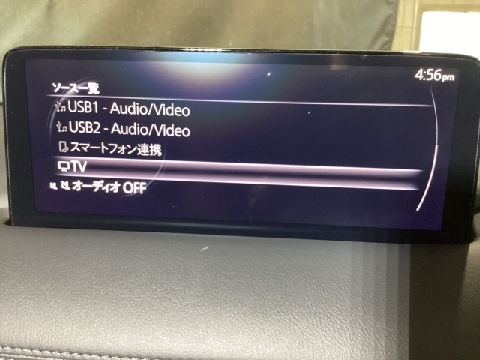 4:56pm
ソース一覧
USB1 - Audio/Video
USB2 - Audio/Video
スマートフォン連携
TV
オーディオ OFF